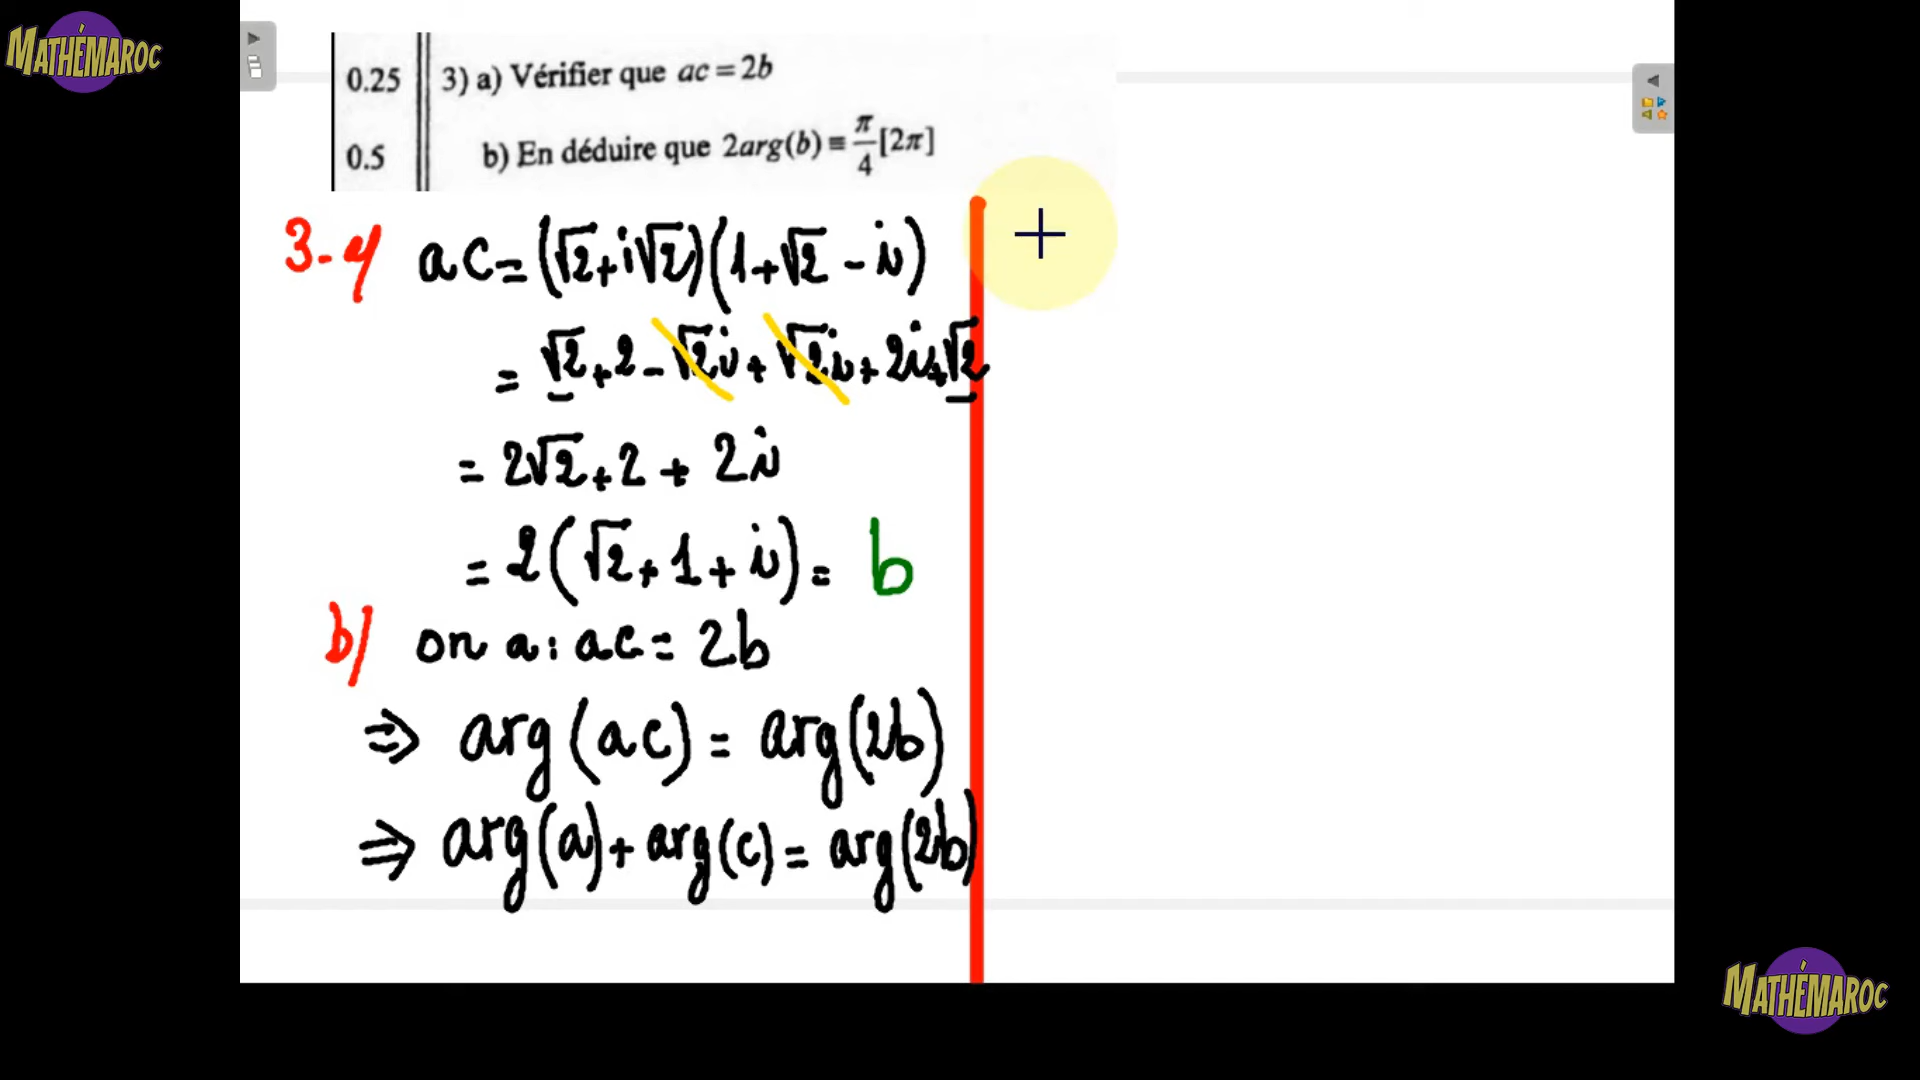 MATHÉMAROC
0.25 3) a) Vérifier que ac = 2b
0.5 b) En déduire que 2arg(b) ≡ π/4 [2π]
3-a/ ac = (√2+i√2)(1+√2 - i)
= √2 + 2 - √2i + √2i + 2i + √2
= 2√2 + 2 + 2i
= 2(√2 + 1 + i) = b
b/ on a : ac = 2b
⇒ arg(ac) = arg(2b)
⇒ arg(a) + arg(c) = arg(2b)
MATHÉMAROC